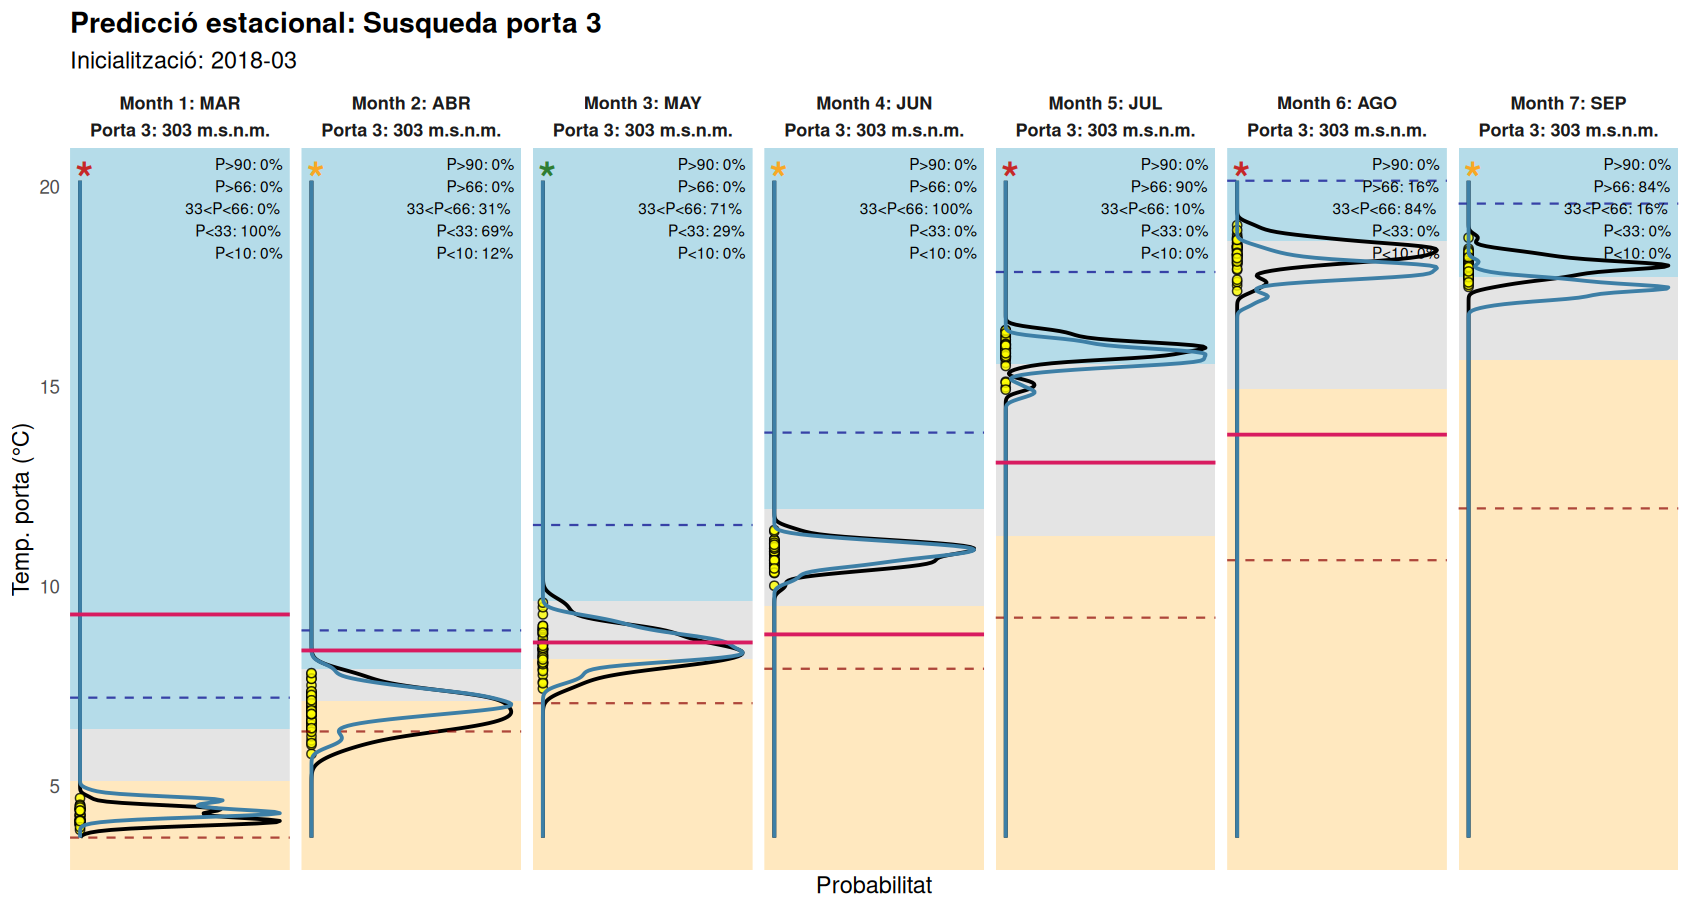 Predicció estacional: Susqueda porta 3
Inicialització: 2018-03
Month 1: MAR
Porta 3: 303 m.s.n.m.
Month 2: ABR
Porta 3: 303 m.s.n.m.
Month 3: MAY
Porta 3: 303 m.s.n.m.
Month 4: JUN
Porta 3: 303 m.s.n.m.
Month 5: JUL
Porta 3: 303 m.s.n.m.
Month 6: AGO
Porta 3: 303 m.s.n.m.
Month 7: SEP
Porta 3: 303 m.s.n.m.
*
P>90: 0%
P>66: 0%
33<P<66: 0%
P<33: 100%
P<10: 0%
*
P>90: 0%
P>66: 0%
33<P<66: 31%
P<33: 69%
P<10: 12%
*
P>90: 0%
P>66: 0%
33<P<66: 71%
P<33: 29%
P<10: 0%
*
P>90: 0%
P>66: 0%
33<P<66: 100%
P<33: 0%
P<10: 0%
*
P>90: 0%
P>66: 90%
33<P<66: 10%
P<33: 0%
P<10: 0%
*
P>90: 0%
P>66: 16%
33<P<66: 84%
P<33: 0%
P<10: 0%
*
P>90: 0%
P>66: 84%
33<P<66: 16%
P<33: 0%
P<10: 0%
20
15
10
5
Temp. porta (°C)
Probabilitat